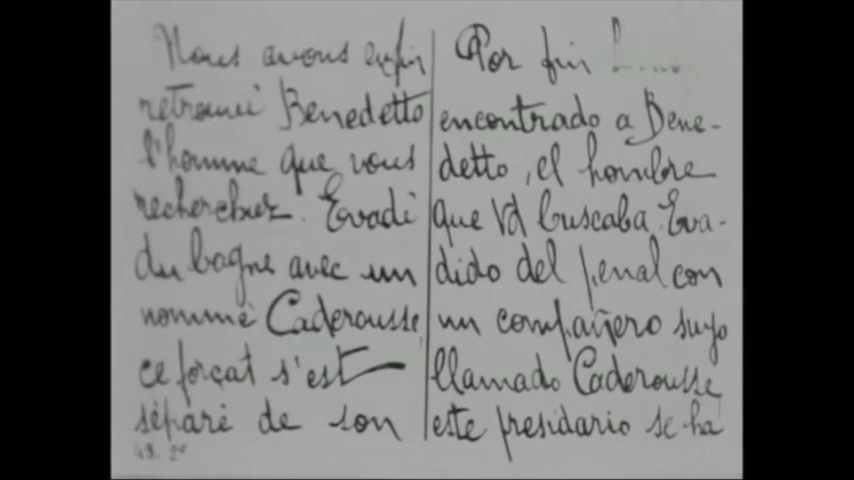 Nous avons enfin
retrouvé Benedetto
l'homme que vous
recherchez. Evadé
du bagne avec un
nommé Caderousse
ce forçat s'est
séparé de son
Por fin
encontrado a Bene-
detto, el hombre
que Vd buscaba. Eva-
dido del penal con
un compañero suyo
llamado Caderousse
este presidario se ha